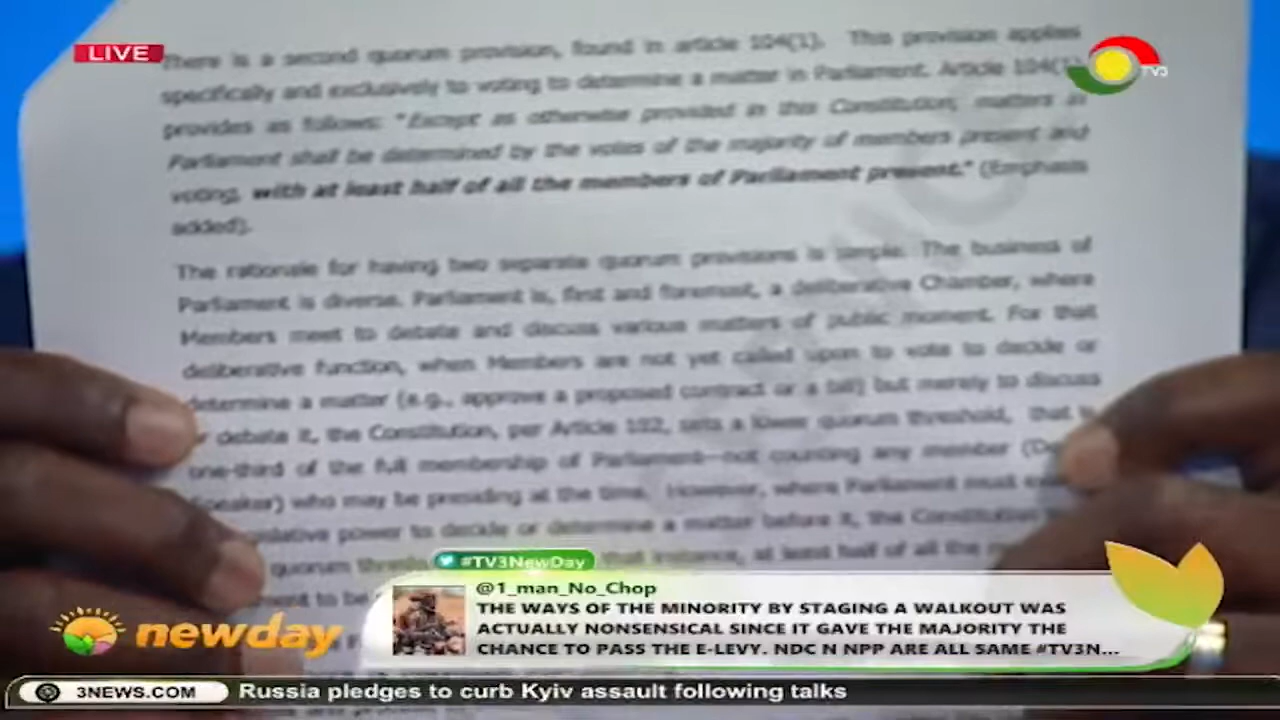 LIVE
There is a second quorum provision, found in article 104(1). This provision applies
specifically and exclusively to voting to determine a matter in Parliament. Article 104(1)
provides as follows: "Except as otherwise provided in this Constitution, matters in
Parliament shall be determined by the votes of the majority of members present and
voting, with at least half of all the members of Parliament present." (Emphasis
added).
The rationale for having two separate quorum provisions is simple. The business of
Parliament is diverse. Parliament is, first and foremost, a deliberative Chamber, where
Members meet to debate and discuss various matters of public moment. For that
deliberative function, when Members are not yet called upon to vote to decide or
determine a matter (e.g., approve a proposed contract or a bill) but merely to discuss
debate it, the Constitution, per Article 102, sets a lower quorum threshold, that
one-third of the full membership of Parliament—not counting any member
Speaker) who may be presiding at the time. However, where Parliament must
power to decide or determine a matter before it, the Constitution
quorum that instance, at least half of all the
to be
TV3
#TV3NewDay
@1_man_No_Chop
THE WAYS OF THE MINORITY BY STAGING A WALKOUT WAS
ACTUALLY NONSENSICAL SINCE IT GAVE THE MAJORITY THE
CHANCE TO PASS THE E-LEVY. NDC N NPP ARE ALL SAME #TV3N...
newday
3NEWS.COM
Russia pledges to curb Kyiv assault following talks